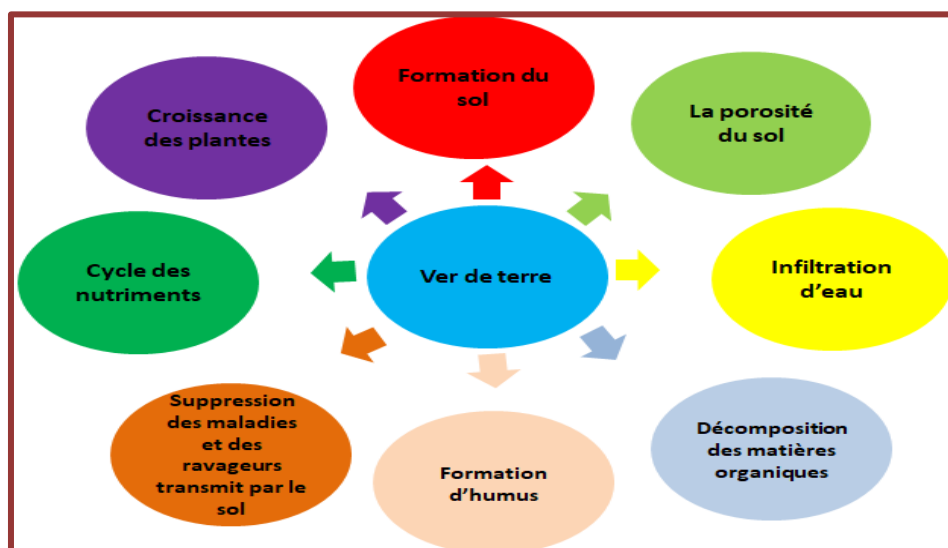 Formation du
sol
La porosité
du sol
Infiltration
d'eau
Décomposition
des matières
organiques
Formation
d'humus
Suppression
des maladies
et des
ravageurs
transmit par le
sol
Cycle des
nutriments
Croissance
des plantes
Ver de terre